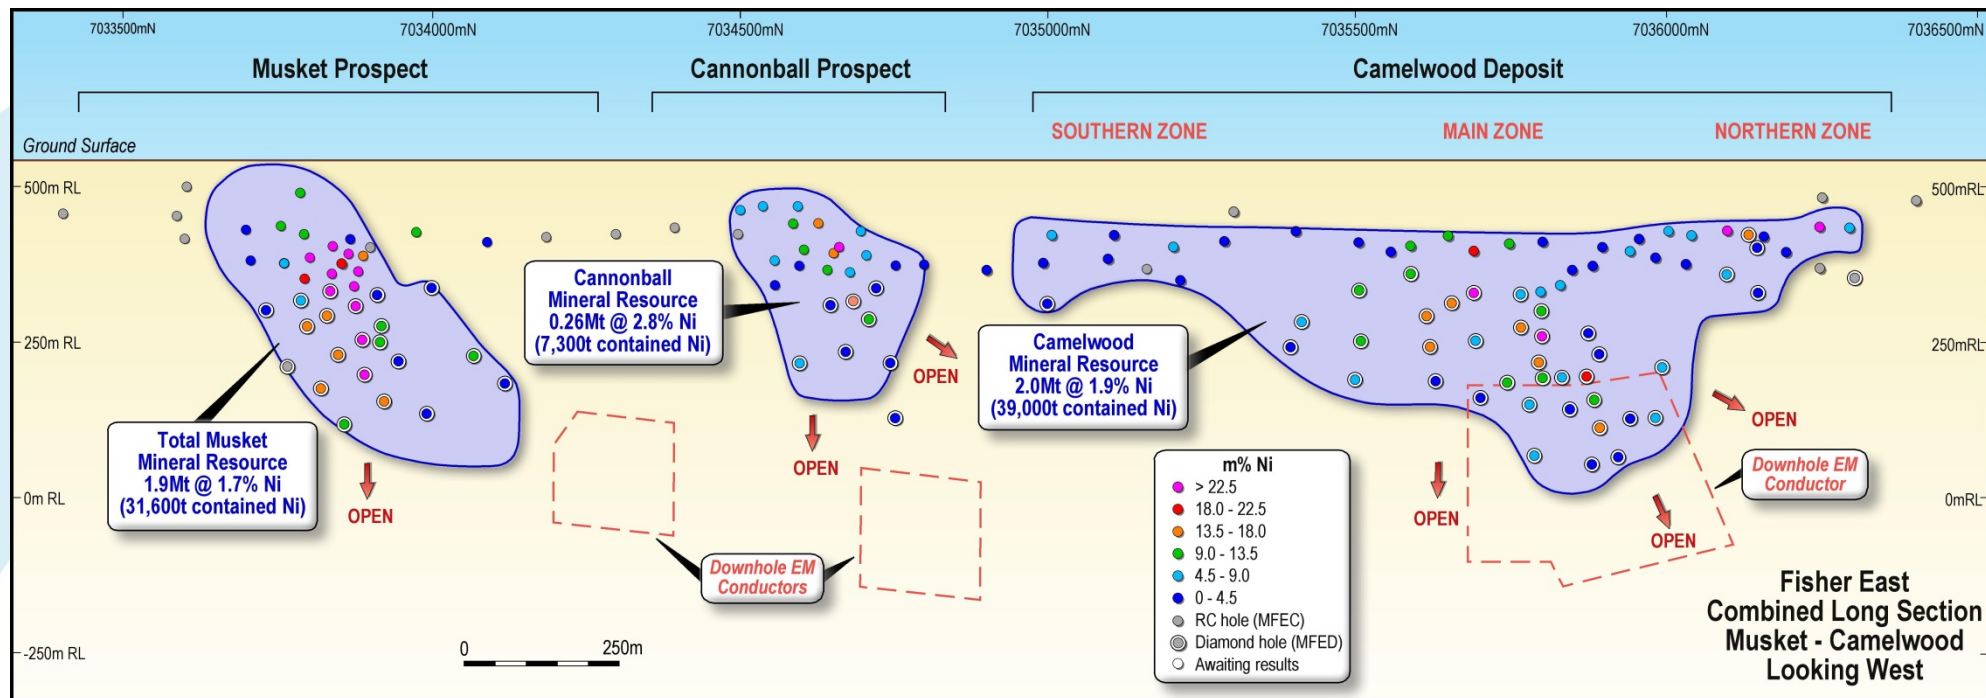 7033500mN
7034000mN
7034500mN
7035000mN
7035500mN
7036000mN
7036500mN
Musket Prospect
Cannonball Prospect
Camelwood Deposit
SOUTHERN ZONE
MAIN ZONE
NORTHERN ZONE
Ground Surface
500m RL
500mRL
250m RL
250mRL
0m RL
0mRL
-250m RL
Total Musket
Mineral Resource
1.9Mt @ 1.7% Ni
(31,600t contained Ni)
OPEN
Cannonball
Mineral Resource
0.26Mt @ 2.8% Ni
(7,300t contained Ni)
OPEN
OPEN
Camelwood
Mineral Resource
2.0Mt @ 1.9% Ni
(39,000t contained Ni)
OPEN
OPEN
OPEN
Downhole EM
Conductors
Downhole EM
Conductor
m% Ni
> 22.5
18.0 - 22.5
13.5 - 18.0
9.0 - 13.5
4.5 - 9.0
0 - 4.5
RC hole (MFEC)
Diamond hole (MFED)
Awaiting results
0 250m
Fisher East
Combined Long Section
Musket - Camelwood
Looking West